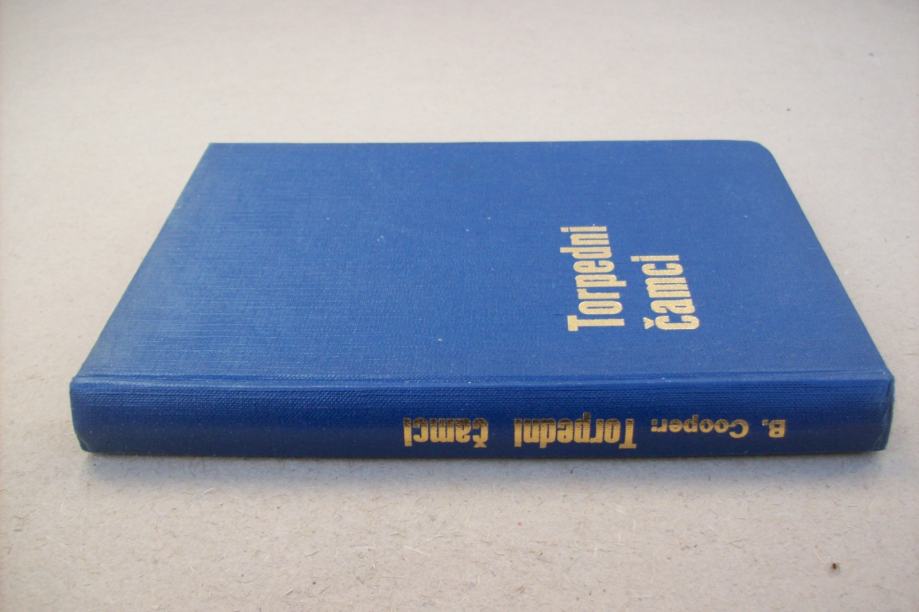 Torpedni
čamci
B. Cooper: Torpedni čamci